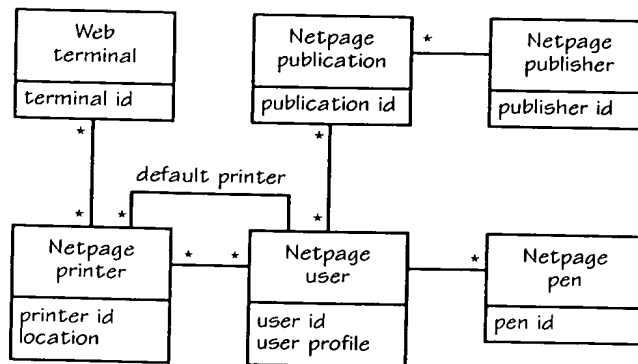 Web
terminal
terminal id
Netpage
publication
publication id
*
Netpage
publisher
publisher id
*
*
default printer
*
*
*
Netpage
printer
printer id
location
*
*
Netpage
user
user id
user profile
*
Netpage
pen
pen id